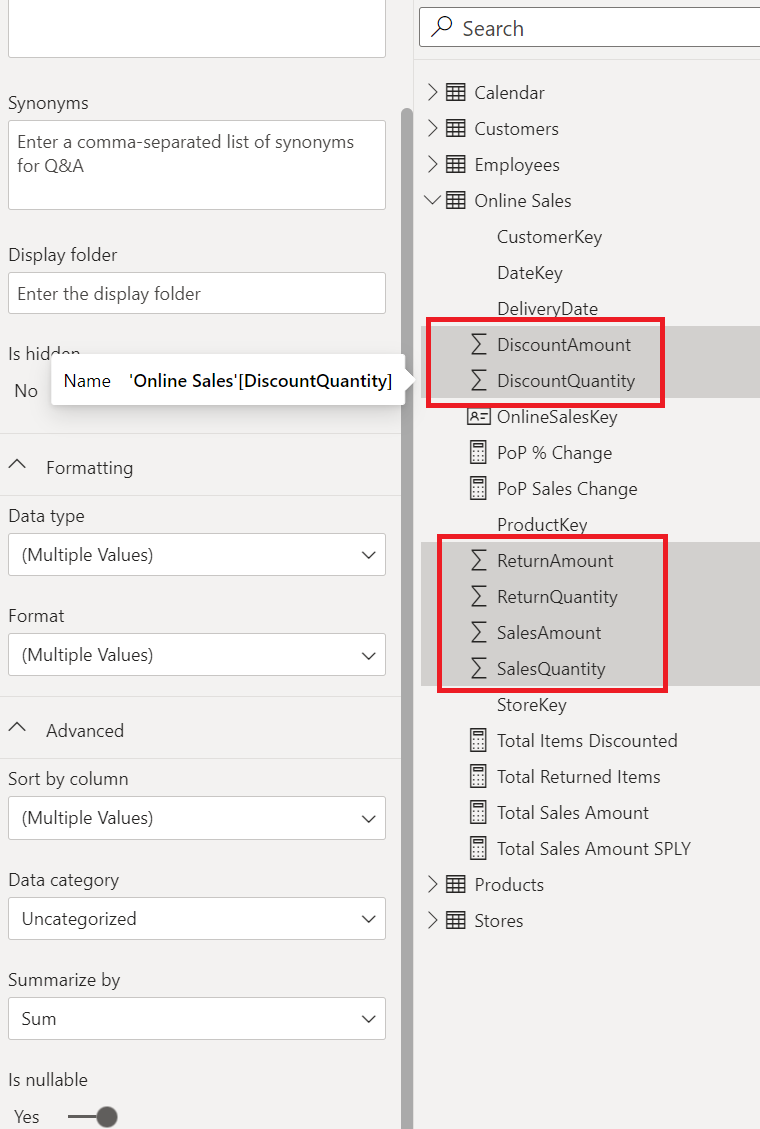 Synonyms
Enter a comma-separated list of synonyms
for Q&A
Display folder
Enter the display folder
Is hidden
No
Name 'Online Sales'[DiscountQuantity]
Formatting
Data type
(Multiple Values)
Format
(Multiple Values)
Advanced
Sort by column
(Multiple Values)
Data category
Uncategorized
Summarize by
Sum
Is nullable
Yes
Search
Calendar
Customers
Employees
Online Sales
CustomerKey
DateKey
DeliveryDate
DiscountAmount
DiscountQuantity
OnlineSalesKey
PoP % Change
PoP Sales Change
ProductKey
ReturnAmount
ReturnQuantity
SalesAmount
SalesQuantity
StoreKey
Total Items Discounted
Total Returned Items
Total Sales Amount
Total Sales Amount SPLY
Products
Stores